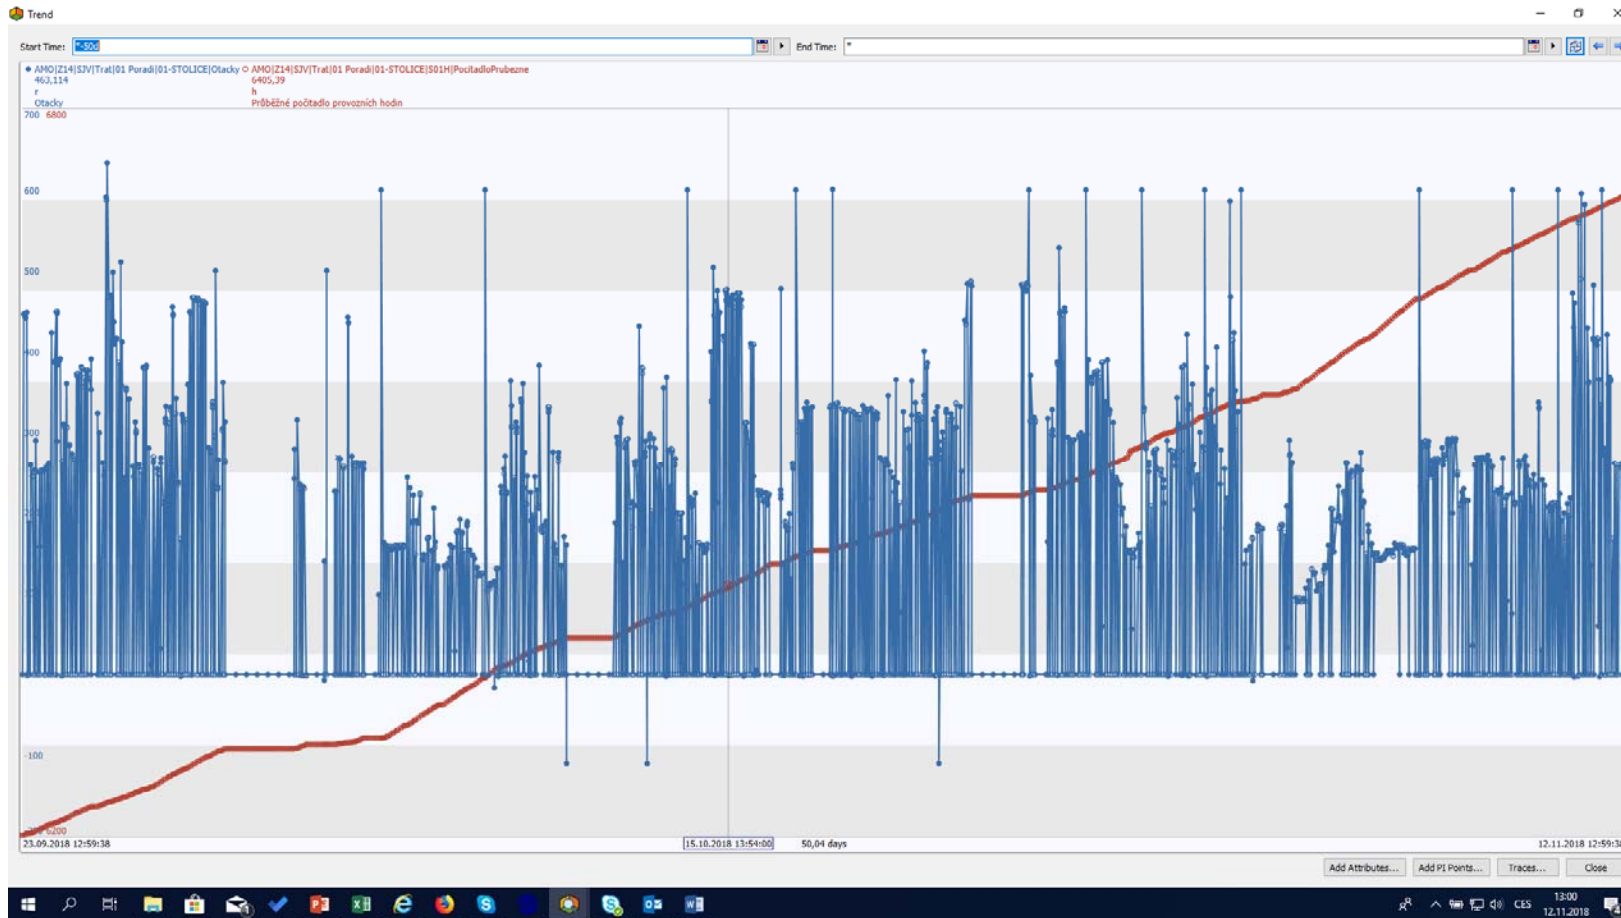 Trend
Start Time: *-50d End Time: *
AMO|Z14|SJV|Trat|01 Poradi|01-STOLICE|Otacky AMO|Z14|SJV|Trat|01 Poradi|01-STOLICE|S01H|PocitadloPrubezne
463,114 6405,39
r h
Otacky Průběžné počitadlo provozních hodin
700 6800
600
500
400
300
-100
6200
23.09.2018 12:59:38 15.10.2018 13:54:00 50,04 days 12.11.2018 12:59:38
Add Attributes... Add PI Points... Traces... Close
CES 13:00
12.11.2018